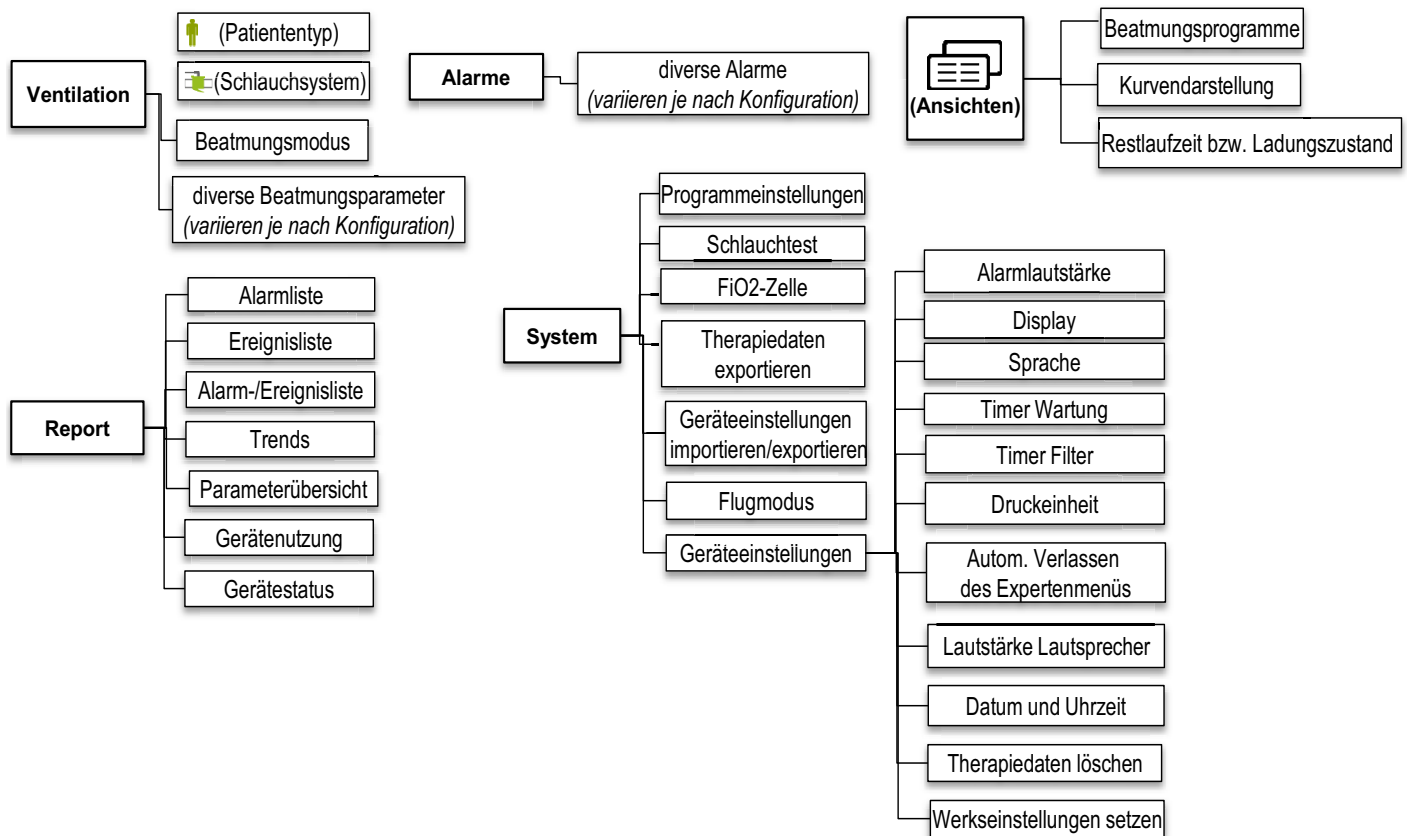 Ventilation
(Patiententyp)
(Schlauchsystem)
Beatmungsmodus
diverse Beatmungsparameter
(variieren je nach Konfiguration)
Alarme
diverse Alarme
(variieren je nach Konfiguration)
(Ansichten)
Beatmungsprogramme
Kurvendarstellung
Restlaufzeit bzw. Ladungszustand
Report
Alarmliste
Ereignisliste
Alarm-/Ereignisliste
Trends
Parameterübersicht
Gerätenutzung
Gerätestatus
System
Programmeinstellungen
Schlauchtest
FiO2-Zelle
Therapiedaten
exportieren
Geräteeinstellungen
importieren/exportieren
Flugmodus
Geräteeinstellungen
Alarmlautstärke
Display
Sprache
Timer Wartung
Timer Filter
Druckeinheit
Autom. Verlassen
des Expertenmenüs
Lautstärke Lautsprecher
Datum und Uhrzeit
Therapiedaten löschen
Werkseinstellungen setzen